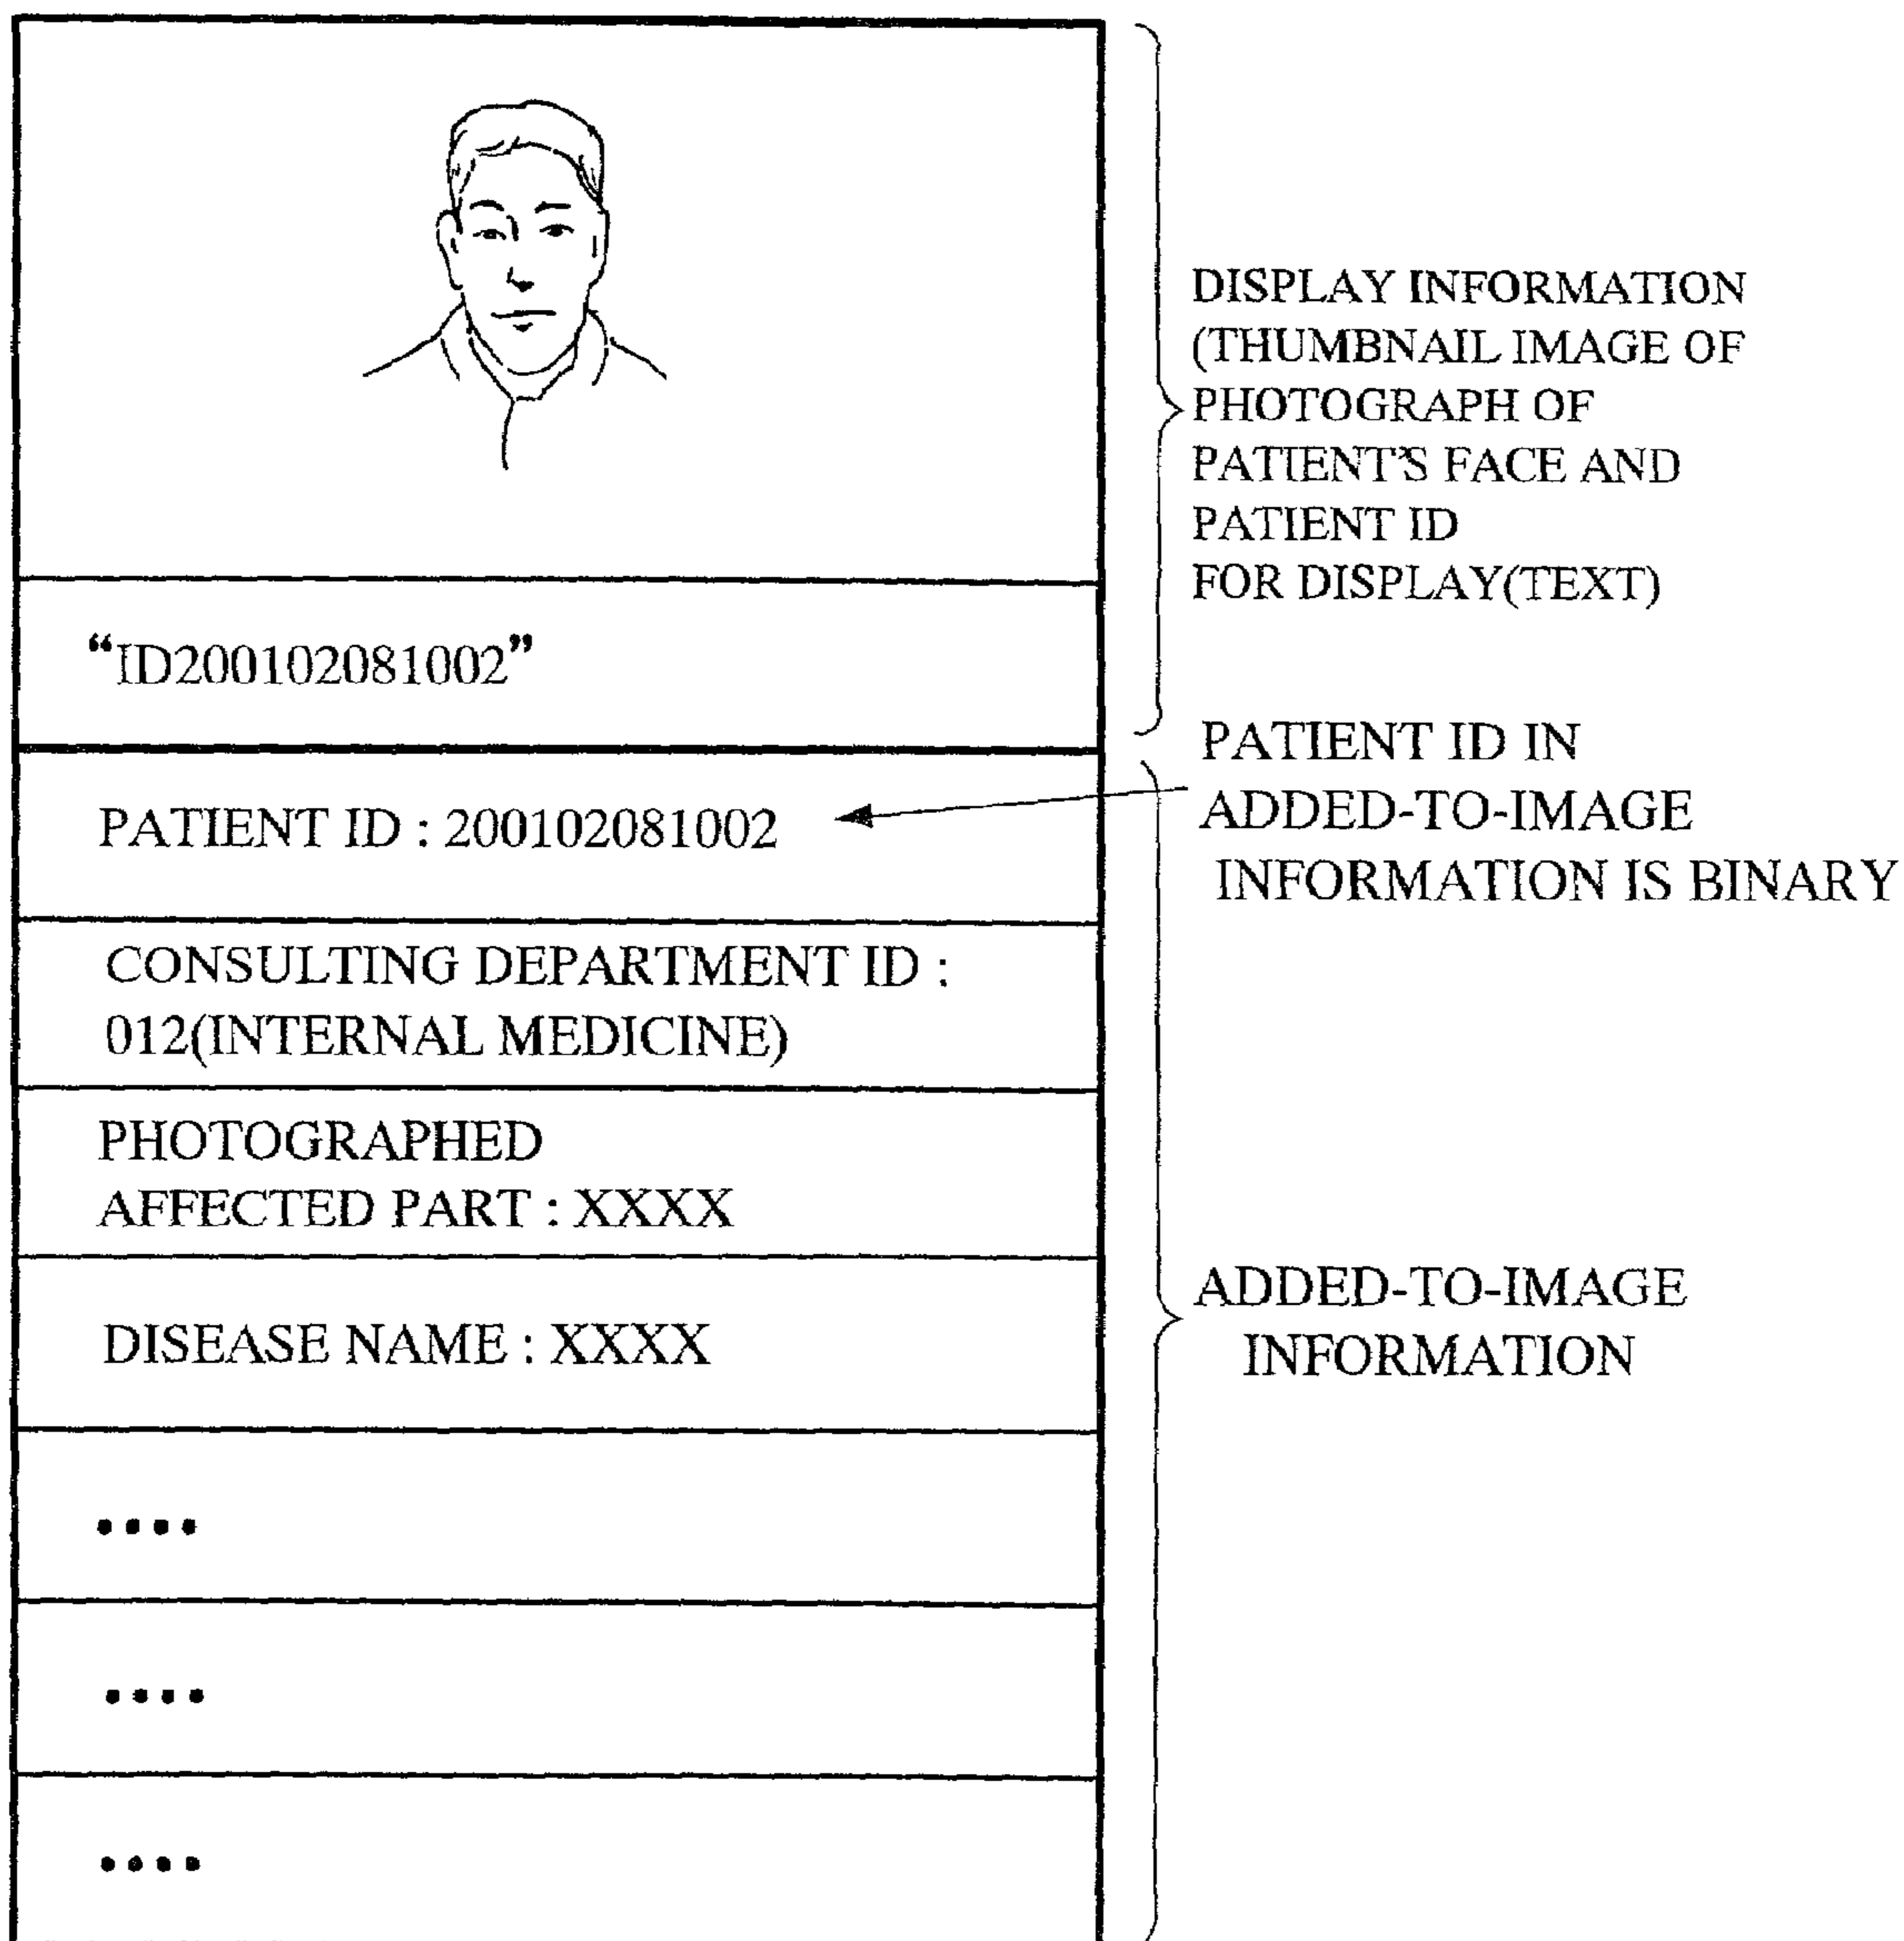 DISPLAY INFORMATION
(THUMBNAIL IMAGE OF
PHOTOGRAPH OF
PATIENT'S FACE AND
PATIENT ID
FOR DISPLAY(TEXT)
“ID200102081002”
PATIENT ID IN
ADDED-TO-IMAGE
INFORMATION IS BINARY
PATIENT ID : 200102081002
CONSULTING DEPARTMENT ID :
012(INTERNAL MEDICINE)
PHOTOGRAPHED
AFFECTED PART : XXXX
DISEASE NAME : XXXX
ADDED-TO-IMAGE
INFORMATION
••••
••••
••••